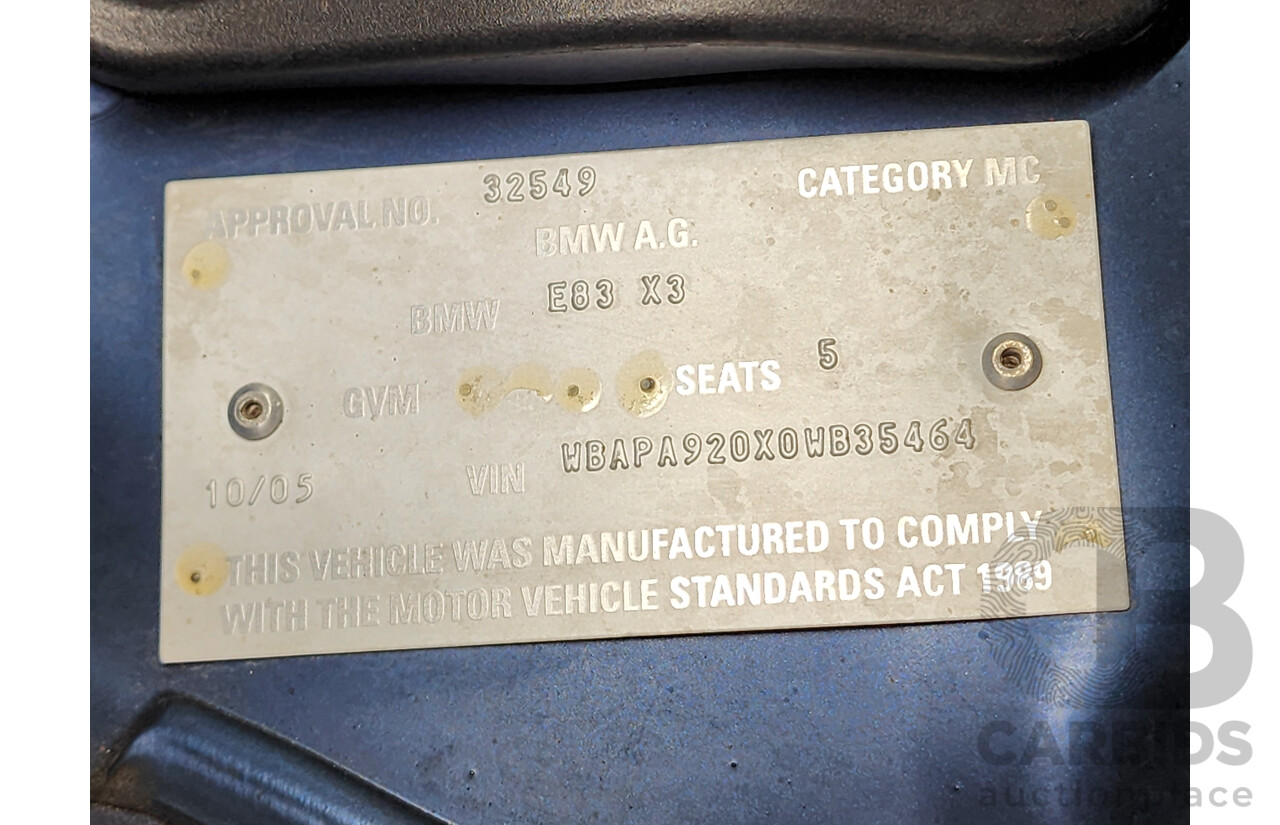 APPROVAL NO. 32549 CATEGORY MC
BMW A.G.
BMW E83 X3
GVM SEATS 5
10/05 VIN WBAPA920X0WB35464
THIS VEHICLE WAS MANUFACTURED TO COMPLY
WITH THE MOTOR VEHICLE STANDARDS ACT 1989
CARBIDS
auctionplace